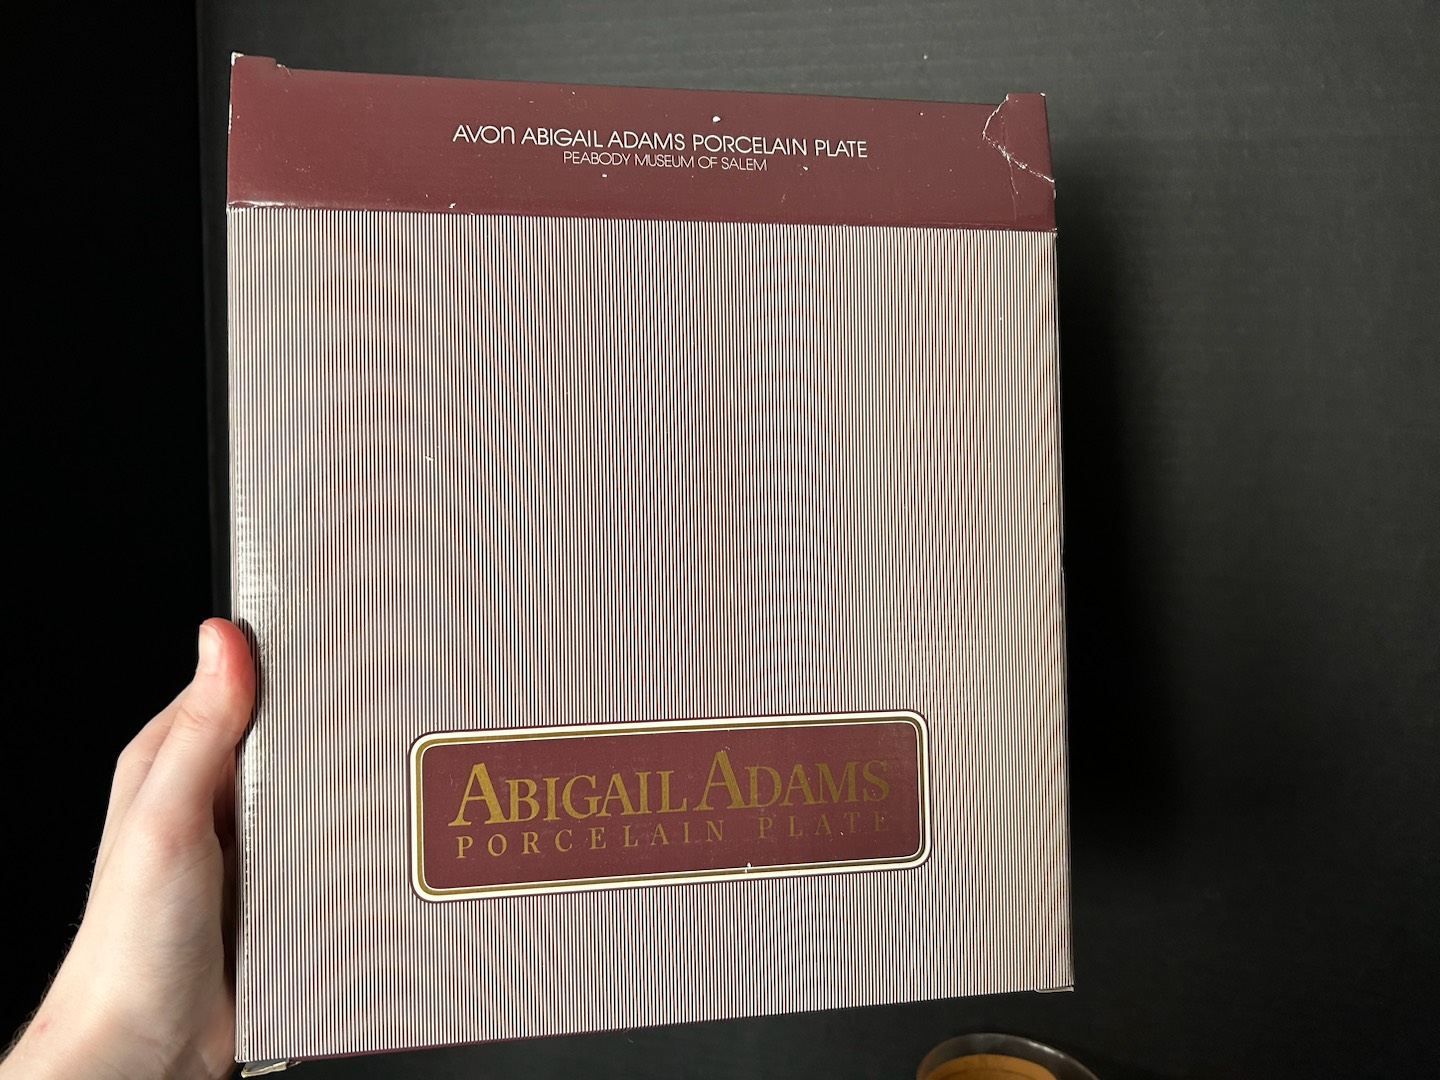 AVON ABIGAIL ADAMS PORCELAIN PLATE
PEABODY MUSEUM OF SALEM
ABIGAIL ADAMS
PORCELAIN PLATE